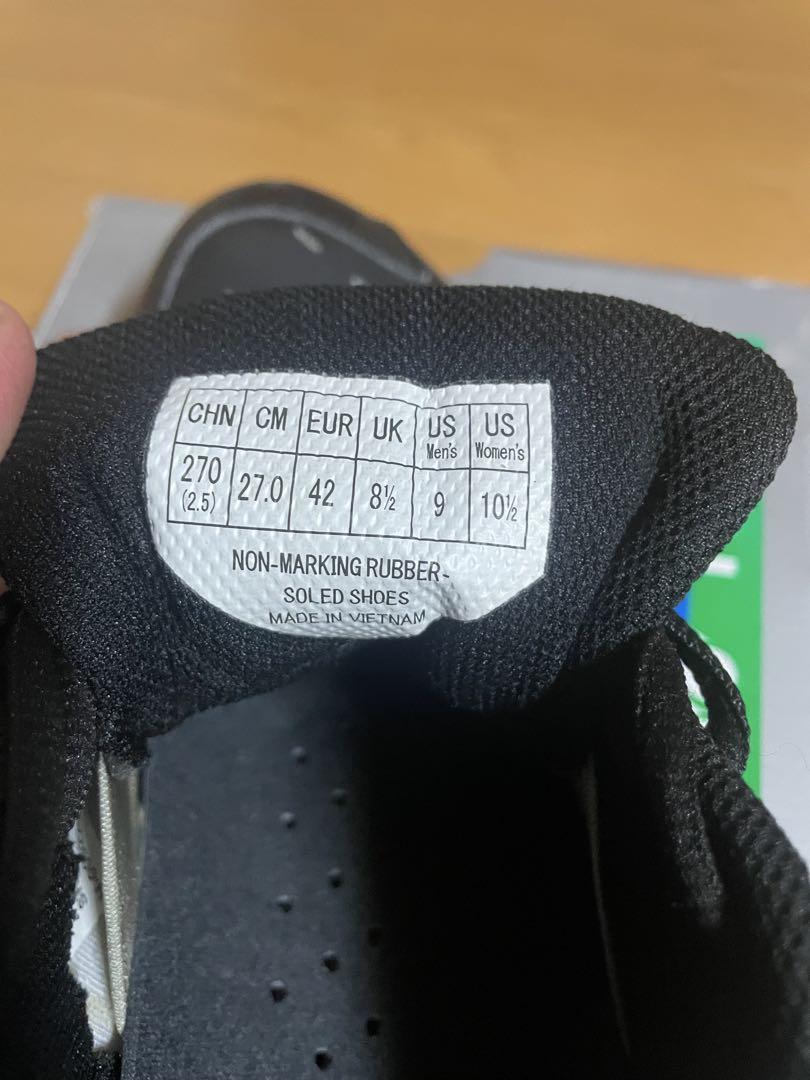 CHN CM EUR UK US Men's US Women's
270 (2.5) 27.0 42 8½ 9 10½
NON-MARKING RUBBER-
SOLED SHOES
MADE IN VIETNAM